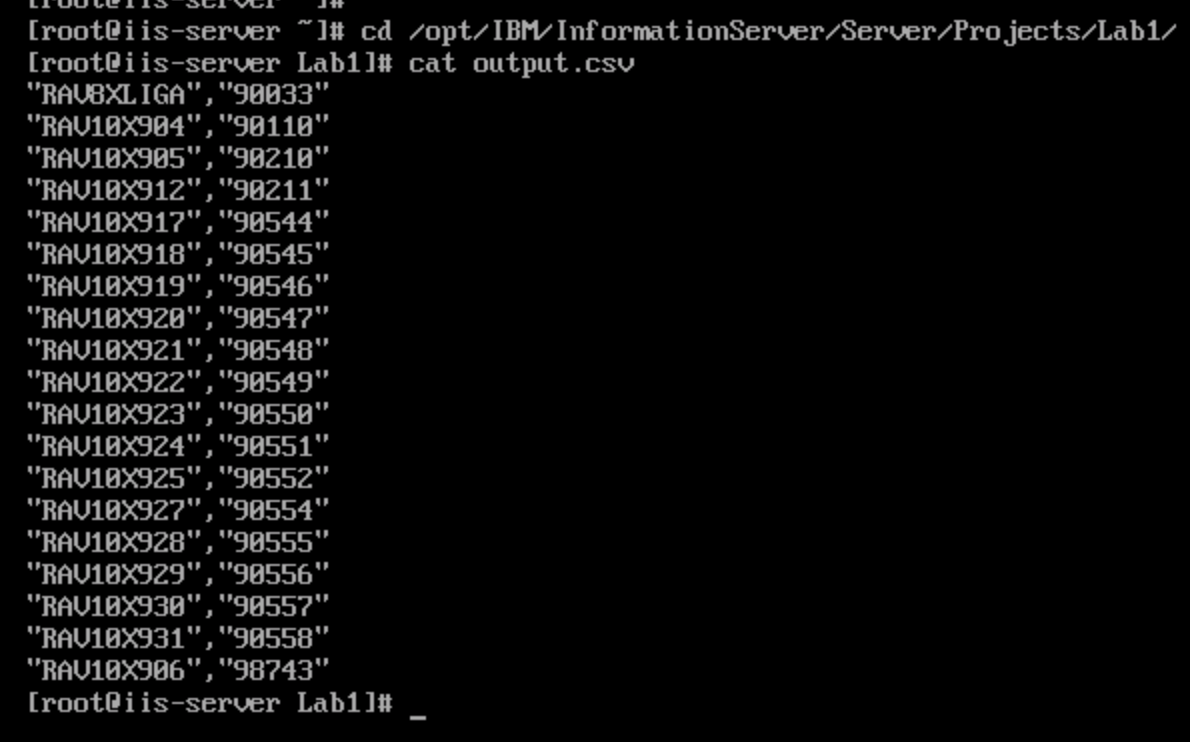 [root@iis-server ~]#
[root@iis-server ~]# cd /opt/IBM/InformationServer/Server/Projects/Lab1/
[root@iis-server Lab1]# cat output.csv
"RAV8XLIGA","90033"
"RAV10X904","90110"
"RAV10X905","90210"
"RAV10X912","90211"
"RAV10X917","90544"
"RAV10X918","90545"
"RAV10X919","90546"
"RAV10X920","90547"
"RAV10X921","90548"
"RAV10X922","90549"
"RAV10X923","90550"
"RAV10X924","90551"
"RAV10X925","90552"
"RAV10X927","90554"
"RAV10X928","90555"
"RAV10X929","90556"
"RAV10X930","90557"
"RAV10X931","90558"
"RAV10X906","98743"
[root@iis-server Lab1]# _